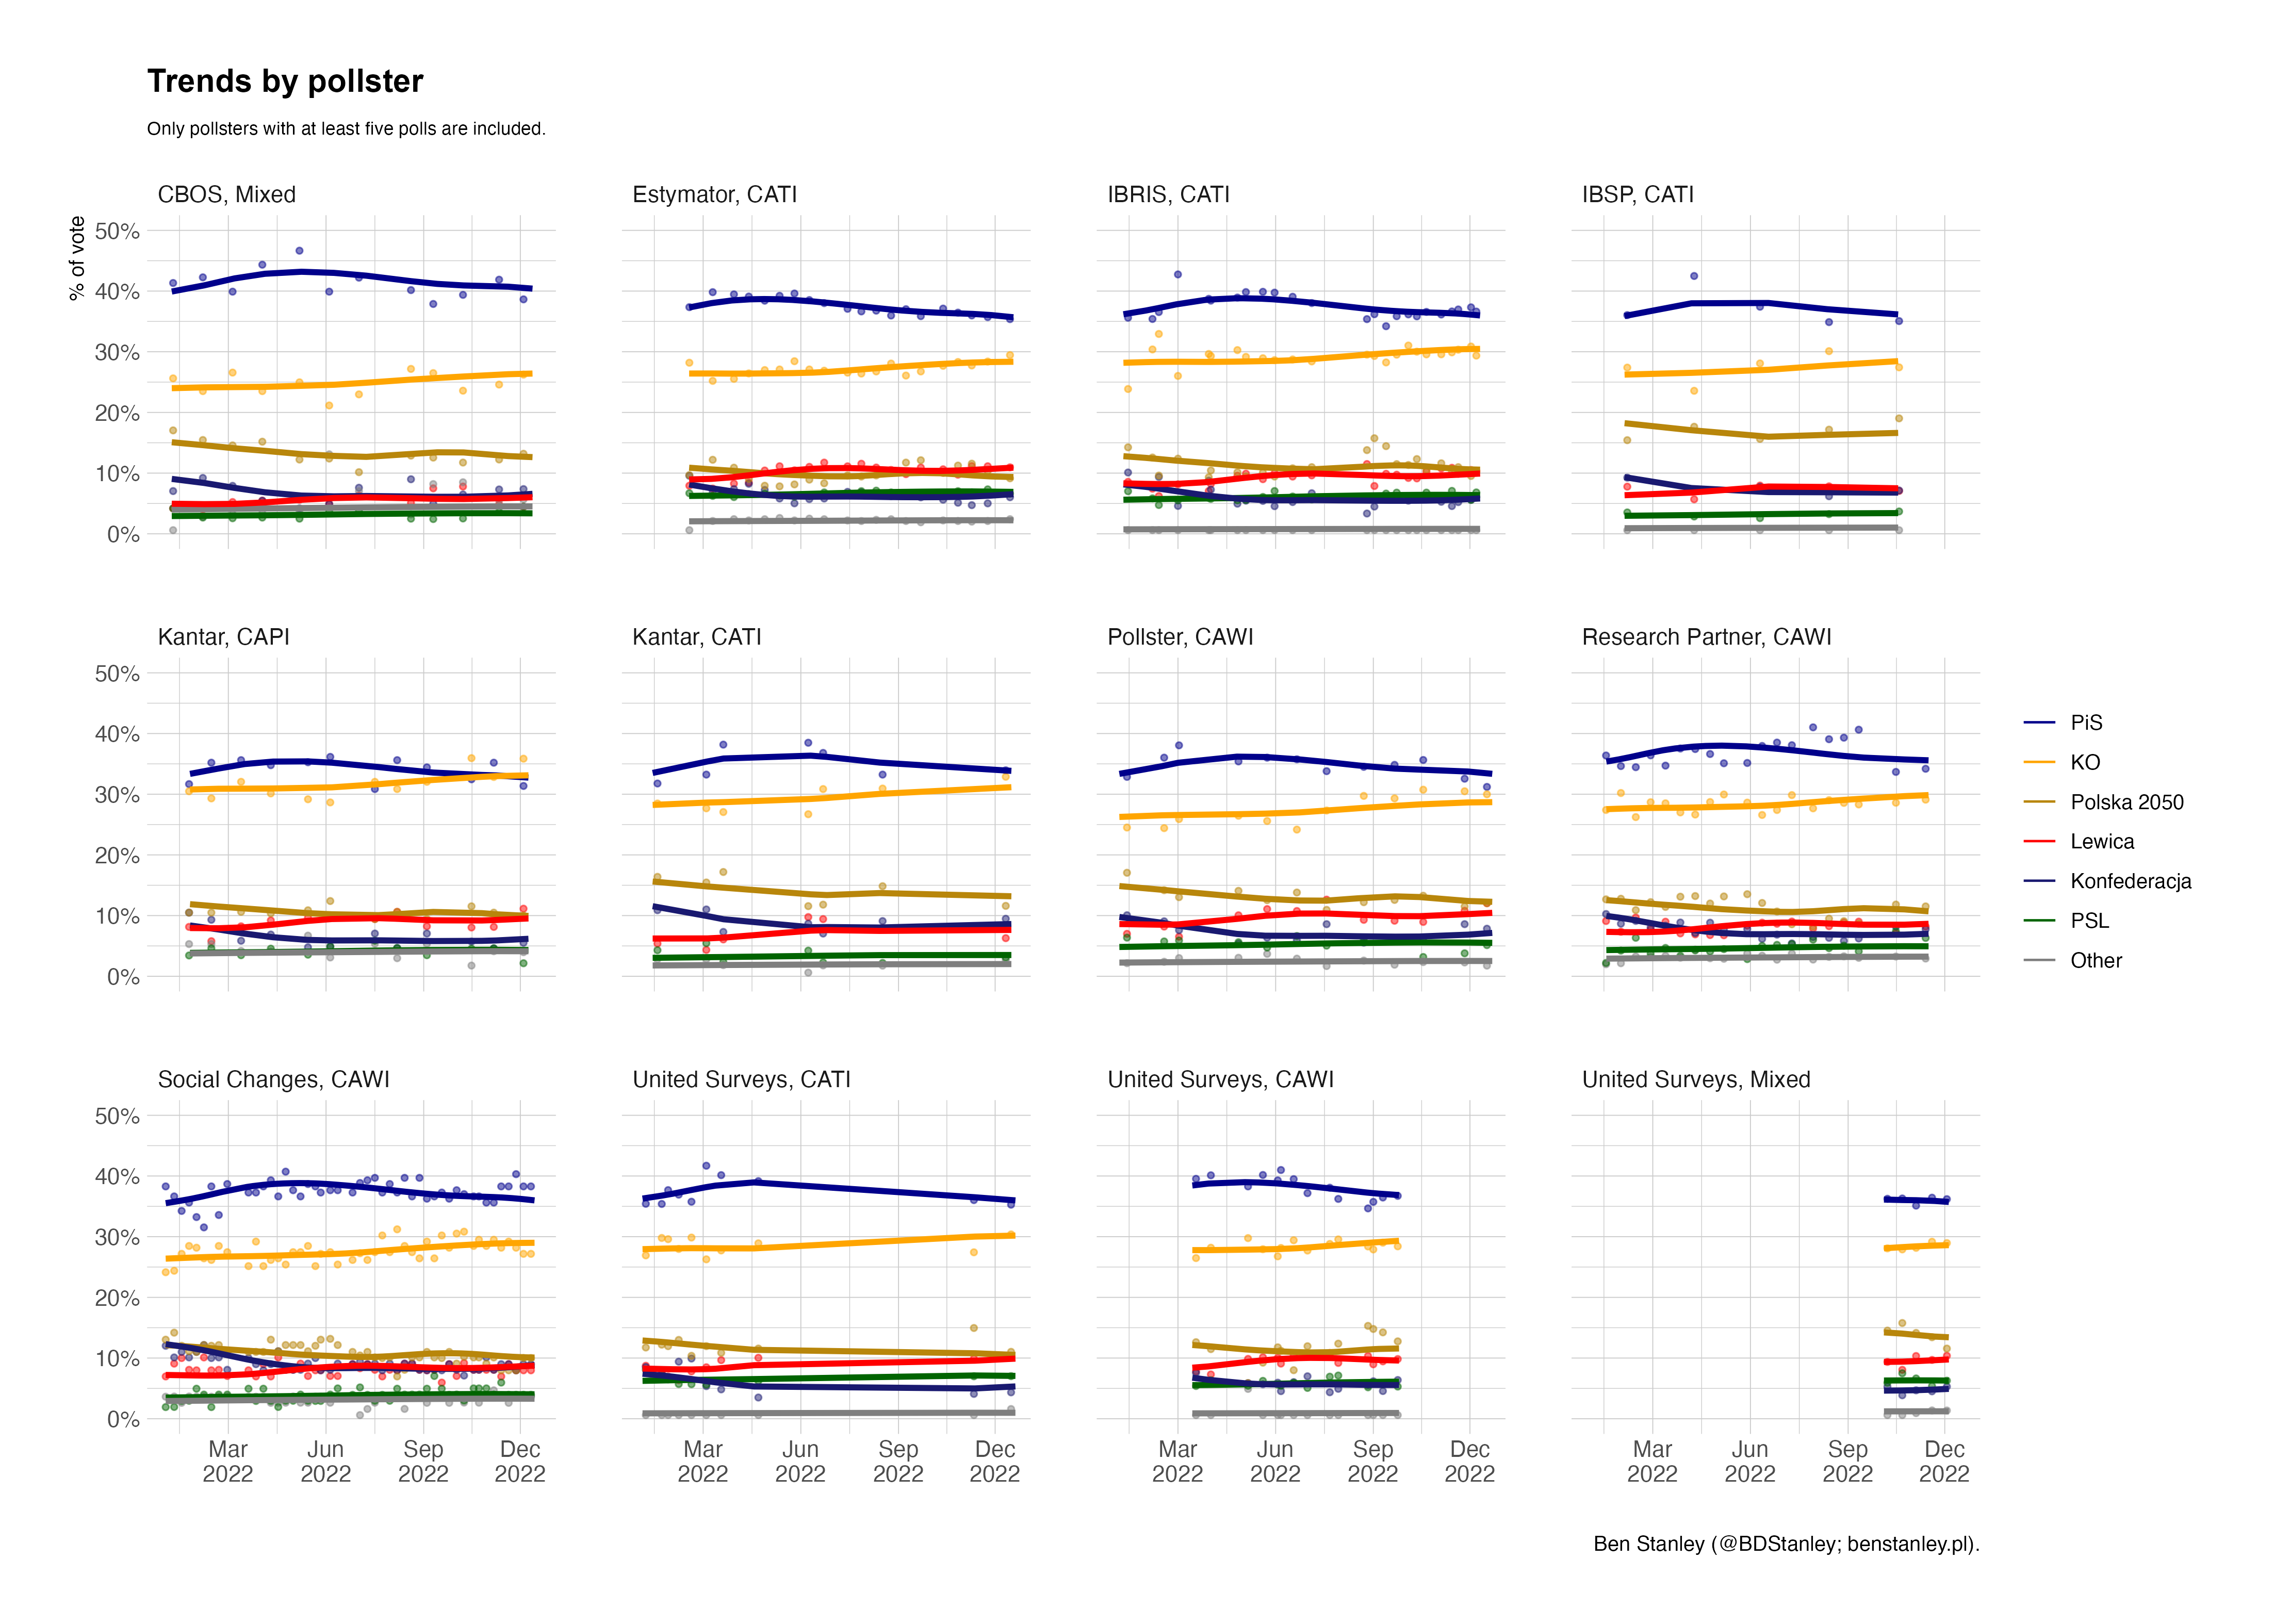 Trends by pollster
Only pollsters with at least five polls are included.
CBOS, Mixed
Estymator, CATI
IBRIS, CATI
IBSP, CATI
% of vote
50%
40%
30%
20%
10%
0%
Kantar, CAPI
Kantar, CATI
Pollster, CAWI
Research Partner, CAWI
50%
40%
30%
20%
10%
0%
PiS
KO
Polska 2050
Lewica
Konfederacja
PSL
Other
Social Changes, CAWI
United Surveys, CATI
United Surveys, CAWI
United Surveys, Mixed
50%
40%
30%
20%
10%
0%
Mar Jun Sep Dec Mar Jun Sep Dec Mar Jun Sep Dec Mar Jun Sep Dec
2022 2022 2022 2022 2022 2022 2022 2022 2022 2022 2022 2022 2022 2022 2022 2022
Ben Stanley (@BDStanley; benstanley.pl).